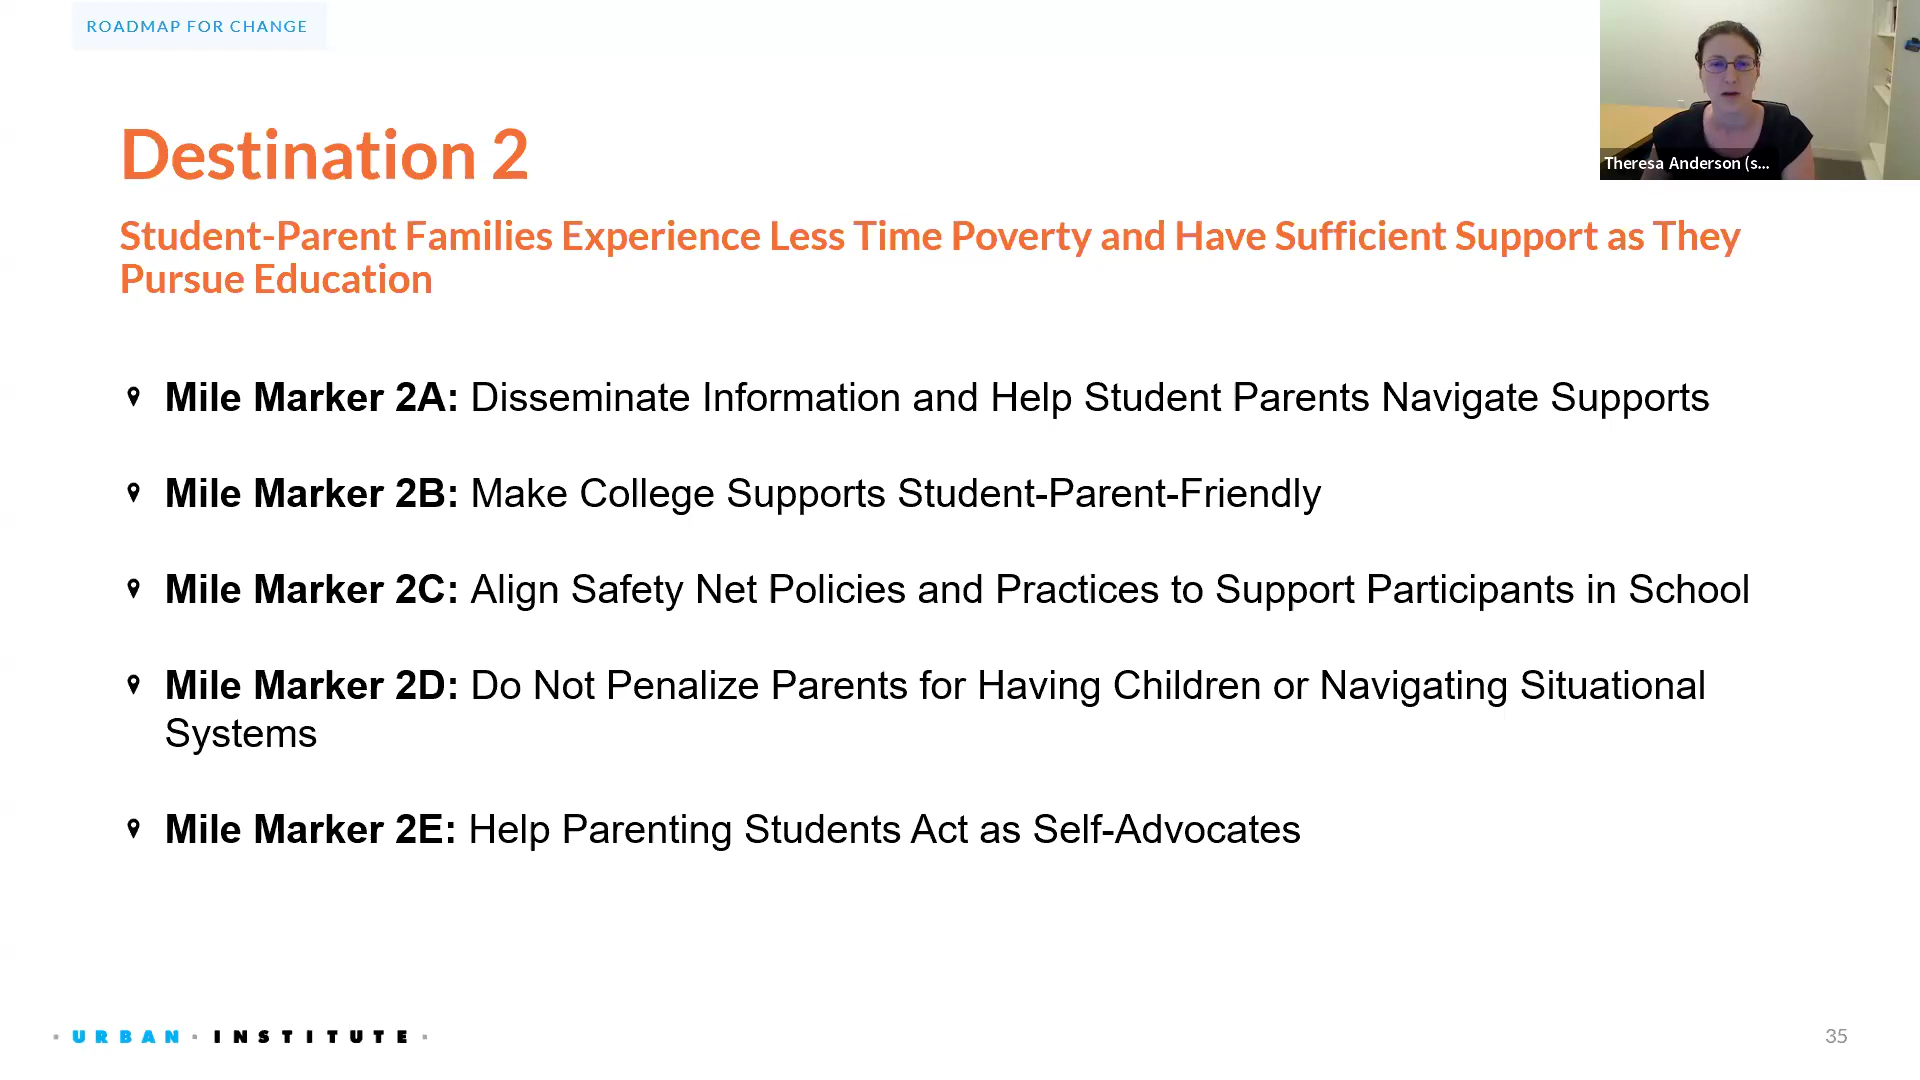 ROADMAP FOR CHANGE
Theresa Anderson (s...
Destination 2
Student-Parent Families Experience Less Time Poverty and Have Sufficient Support as They
Pursue Education
Mile Marker 2A: Disseminate Information and Help Student Parents Navigate Supports
Mile Marker 2B: Make College Supports Student-Parent-Friendly
Mile Marker 2C: Align Safety Net Policies and Practices to Support Participants in School
Mile Marker 2D: Do Not Penalize Parents for Having Children or Navigating Situational
Systems
Mile Marker 2E: Help Parenting Students Act as Self-Advocates
· URBAN · INSTITUTE ·
35